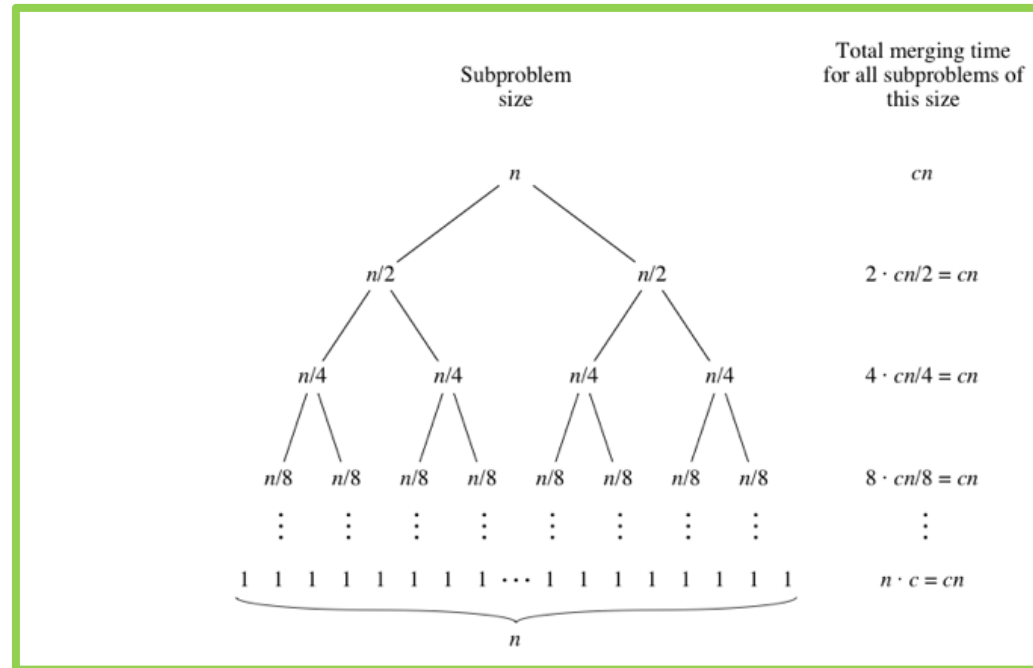 Subproblem
size
Total merging time
for all subproblems of
this size
n cn
n/2 n/2 2 · cn/2 = cn
n/4 n/4 n/4 n/4 4 · cn/4 = cn
n/8 n/8 n/8 n/8 n/8 n/8 n/8 n/8 8 · cn/8 = cn
⋮ ⋮ ⋮ ⋮ ⋮ ⋮ ⋮ ⋮ ⋮
1 1 1 1 1 1 1 1 ··· 1 1 1 1 1 1 1 1 n · c = cn
n